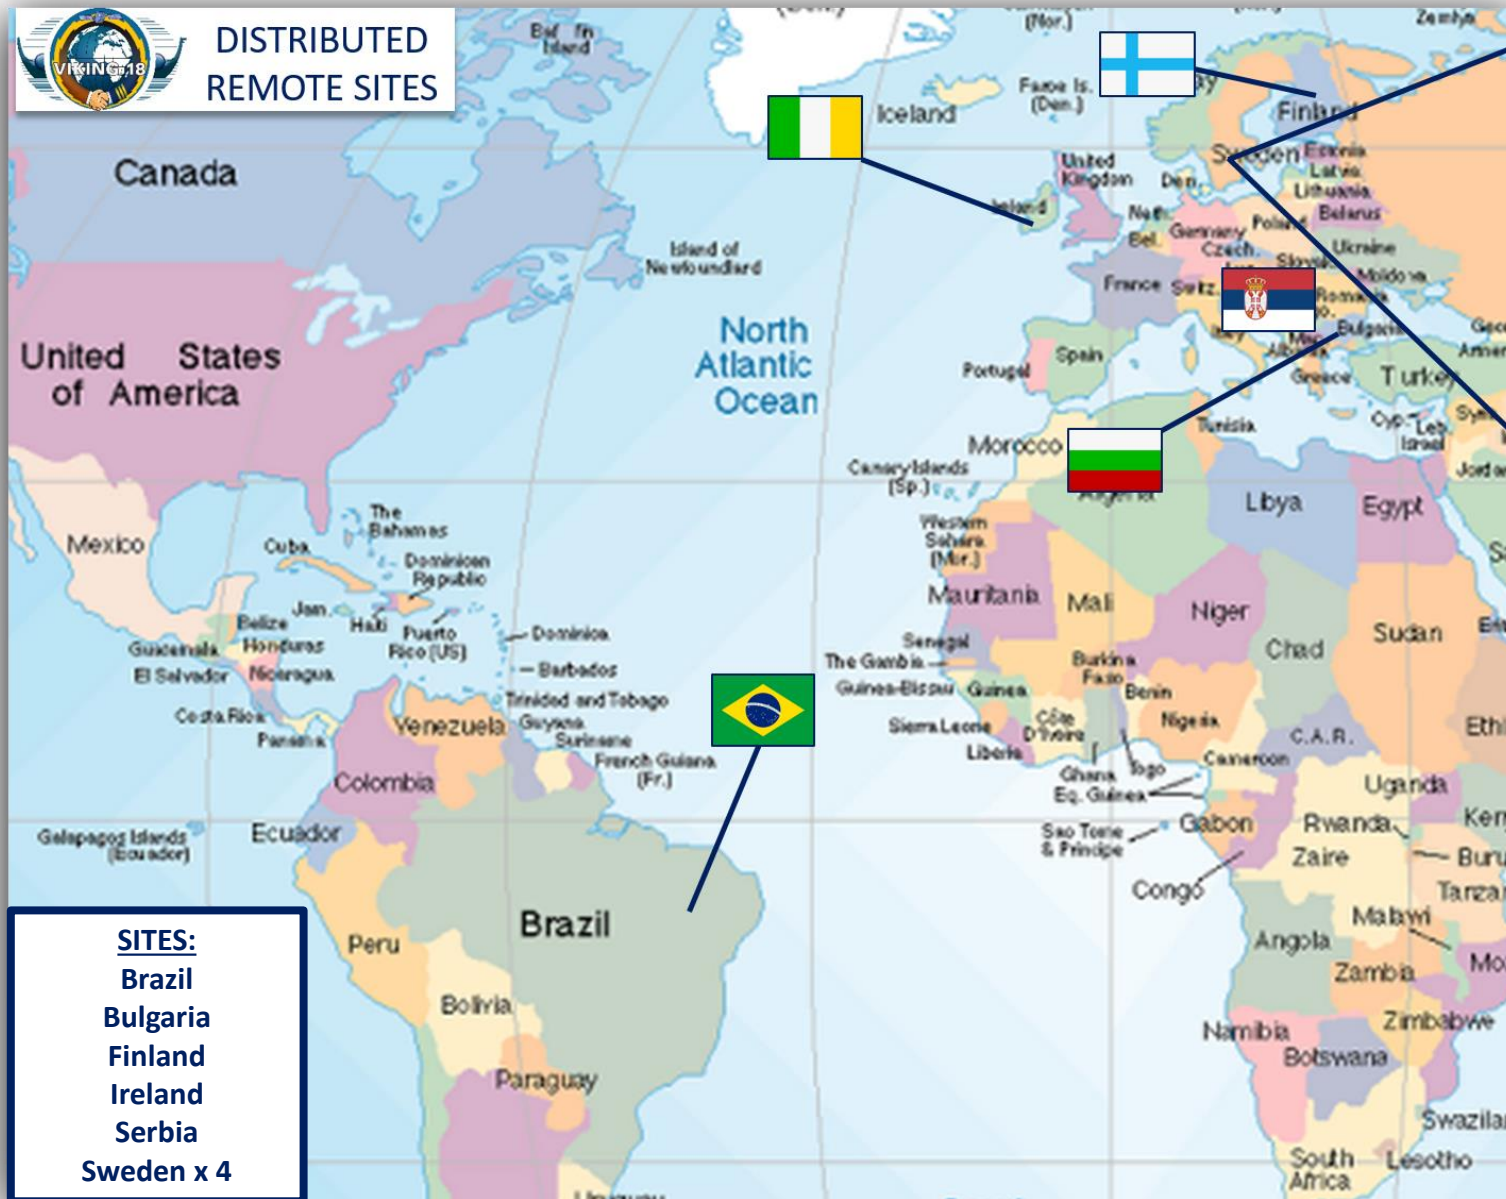 VIKING 18
DISTRIBUTED
REMOTE SITES
(Nor.)
Iceland
Faroe Is.
(Den.)
Finland
Canada
Sweden
Estonia
Latvia
Lithuania
Belarus
United
Kingdom
Den.
Ireland
Neth.
Bel.
Germany
Poland
Czech.
Ukraine
Moldova
Island of
Newfoundland
France
Switz.
Romania
Bulgaria
North
Atlantic
Ocean
United States
of America
Portugal
Spain
Italy
Albania
Greece
Turkey
Cyp.
Leb.
Israel
Tunisia
Morocco
Canary Islands
(Sp.)
Algeria
Libya
Egypt
Western
Sahara
(Mor.)
Mexico
The
Bahamas
Cuba
Dominican
Republic
Jam.
Haiti
Puerto
Rico (US)
Belize
Guatemala
Honduras
El Salvador
Nicaragua
Dominica
Barbados
Mauritania
Mali
Niger
Chad
Sudan
Senegal
The Gambia
Guinea-Bissau
Guinea
Burkina
Faso
Benin
Nigeria
Sierra Leone
Liberia
Côte
D'Ivoire
Ghana
Togo
Cameroon
C.A.R.
Costa Rica
Panama
Venezuela
Trinidad and Tobago
Guyana
Suriname
French Guiana
(Fr.)
Colombia
Eq. Guinea
Uganda
Galapagos Islands
(Ecuador)
Ecuador
Sao Tome
& Principe
Gabon
Rwanda
Zaire
Congo
Brazil
Peru
Bolivia
Paraguay
Angola
Malawi
Zambia
Namibia
Zimbabwe
Botswana
South
Africa
Lesotho
SITES:
Brazil
Bulgaria
Finland
Ireland
Serbia
Sweden x 4